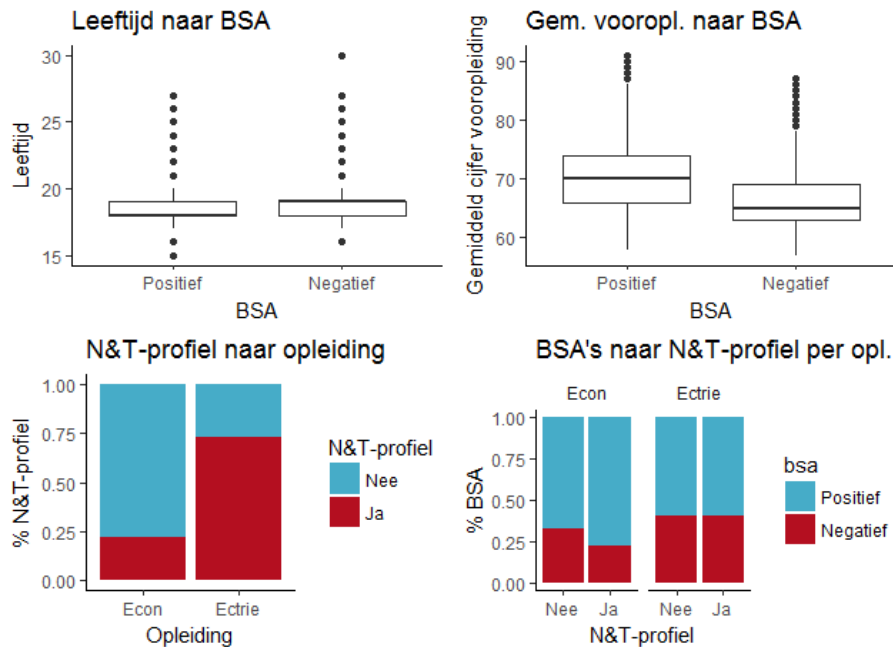 Leeftijd naar BSA
Leeftijd
30
25
20
15
Positief
Negatief
BSA
Gem. vooropl. naar BSA
Gemiddeld cijfer vooropleiding
90
80
70
60
Positief
Negatief
BSA
N&T-profiel naar opleiding
% N&T-profiel
1.00
0.75
0.50
0.25
0.00
Econ
Ectrie
Opleiding
N&T-profiel
Nee
Ja
BSA's naar N&T-profiel per opl.
Econ
Ectrie
% BSA
1.00
0.75
0.50
0.25
0.00
Nee Ja
Nee Ja
N&T-profiel
bsa
Positief
Negatief